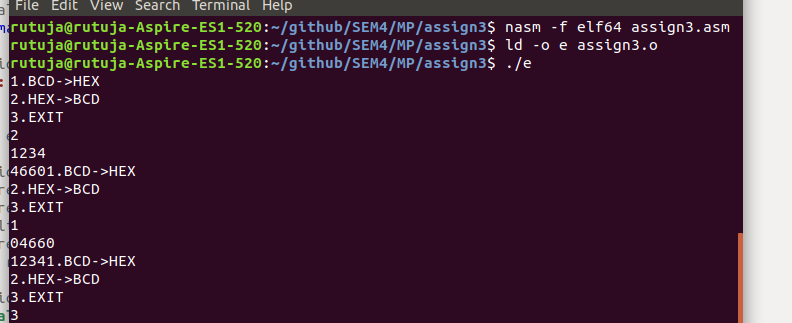 File Edit View Search Terminal Help
rutuja@rutuja-Aspire-ES1-520:~/github/SEM4/MP/assign3$ nasm -f elf64 assign3.asm
rutuja@rutuja-Aspire-ES1-520:~/github/SEM4/MP/assign3$ ld -o e assign3.o
rutuja@rutuja-Aspire-ES1-520:~/github/SEM4/MP/assign3$ ./e
1.BCD->HEX
2.HEX->BCD
3.EXIT
2
1234
46601.BCD->HEX
2.HEX->BCD
3.EXIT
1
04660
12341.BCD->HEX
2.HEX->BCD
3.EXIT
3